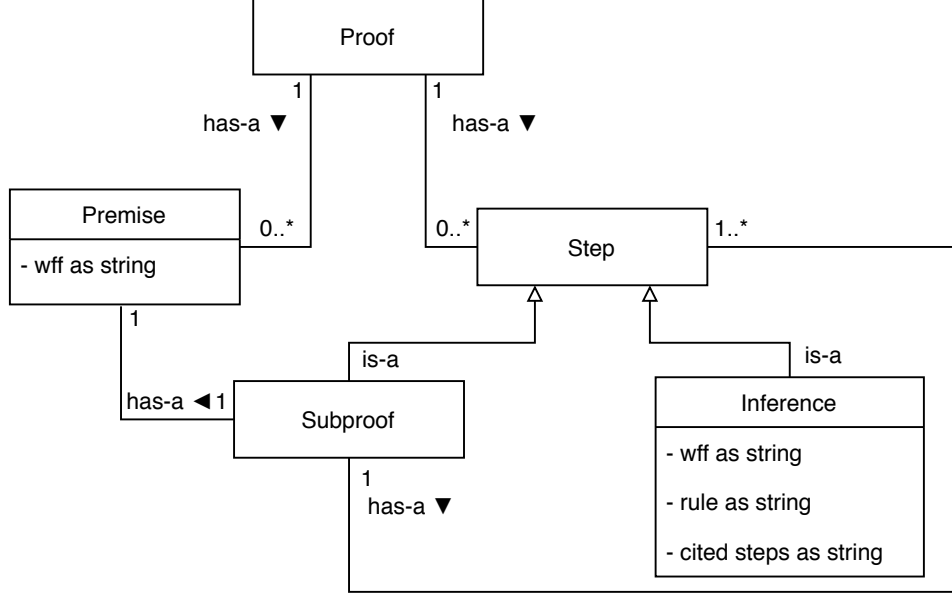 Proof
1
1
has-a ▼
has-a ▼
Premise
0..*
0..*
Step
1..*
- wff as string
1
is-a
is-a
has-a ◀ 1
Subproof
Inference
- wff as string
1
has-a ▼
- rule as string
- cited steps as string